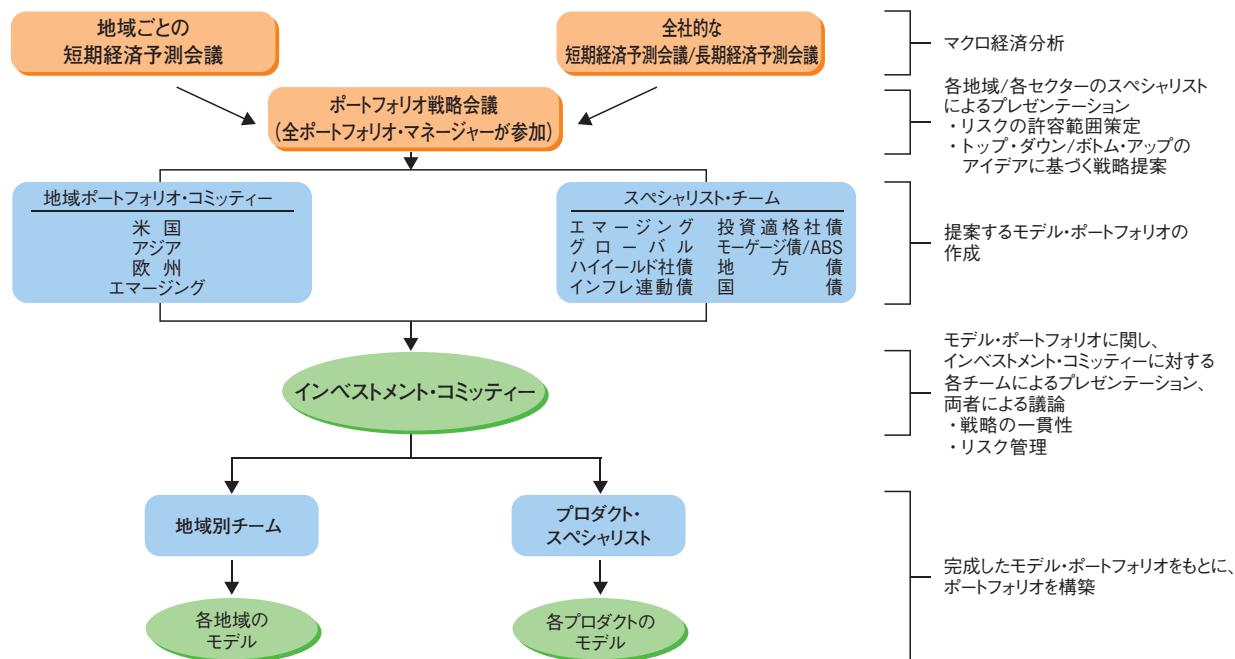 地域ごとの
短期経済予測会議
全社的な
短期経済予測会議/長期経済予測会議
マクロ経済分析
ポートフォリオ戦略会議
(全ポートフォリオ・マネージャーが参加)
各地域/各セクターのスペシャリスト
によるプレゼンテーション
・リスクの許容範囲策定
・トップ・ダウン/ボトム・アップの
アイデアに基づく戦略提案
地域ポートフォリオ・コミッティー
米 国
アジア
欧 州
エマージング
スペシャリスト・チーム
エマージング 投資適格社債
グローバル モーゲージ債/ABS
ハイイールド社債 地方債
インフレ連動債 国債
提案するモデル・ポートフォリオの
作成
インベストメント・コミッティー
モデル・ポートフォリオに関し、
インベストメント・コミッティーに対する
各チームによるプレゼンテーション、
両者による議論
・戦略の一貫性
・リスク管理
地域別チーム
プロダクト・
スペシャリスト
各地域の
モデル
各プロダクトの
モデル
完成したモデル・ポートフォリオをもとに、
ポートフォリオを構築